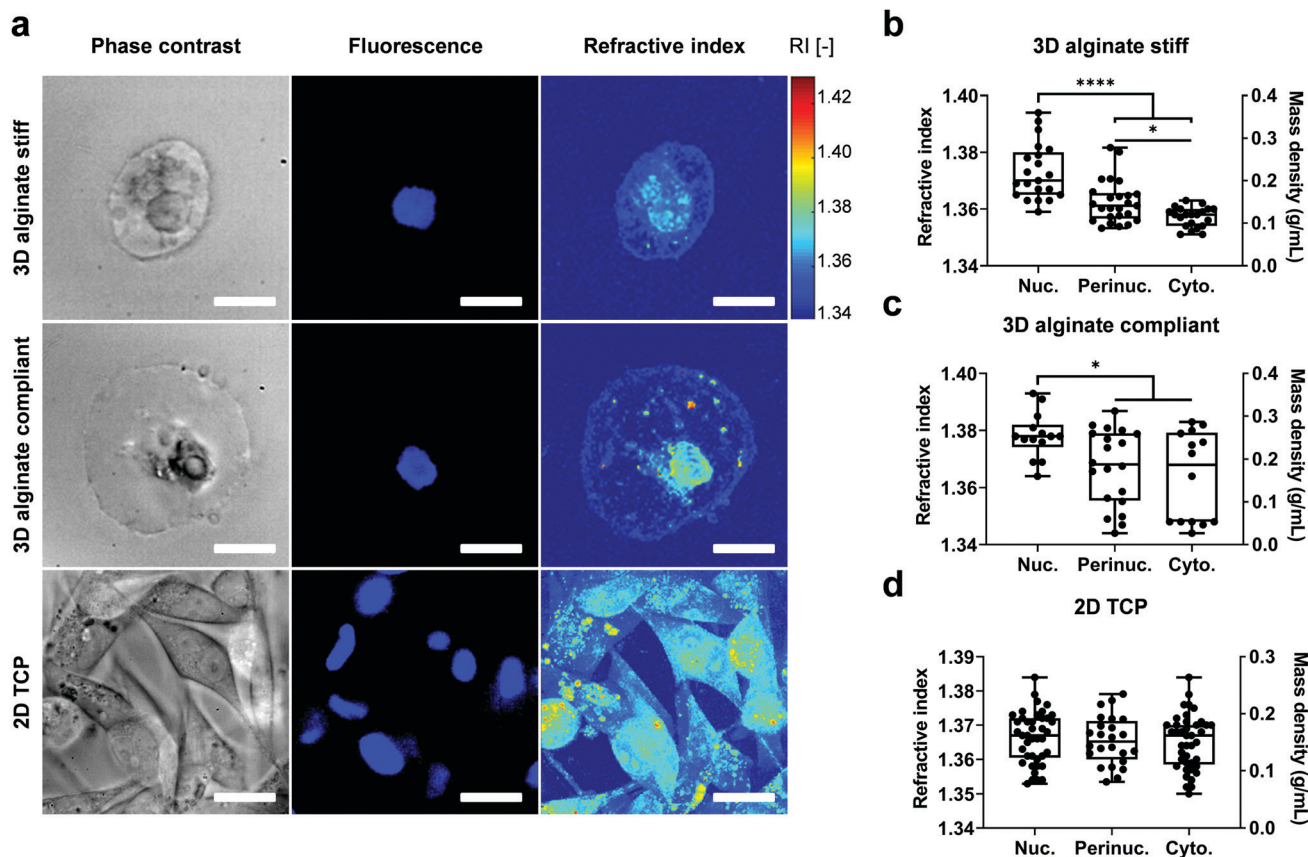 a
Phase contrast
Fluorescence
Refractive index
RI [-]
3D alginate stiff
3D alginate compliant
2D TCP
1.42
1.40
1.38
1.36
1.34
b
3D alginate stiff
Refractive index
1.40
1.38
1.36
1.34
****
*
Mass density (g/mL)
0.4
0.3
0.2
0.1
0.0
Nuc.
Perinuc.
Cyto.
c
3D alginate compliant
Refractive index
1.40
1.38
1.36
1.34
*
Mass density (g/mL)
0.4
0.3
0.2
0.1
0.0
Nuc.
Perinuc.
Cyto.
d
2D TCP
Refractive index
1.39
1.38
1.37
1.36
1.35
1.34
Mass density (g/mL)
0.3
0.2
0.1
0.0
Nuc.
Perinuc.
Cyto.